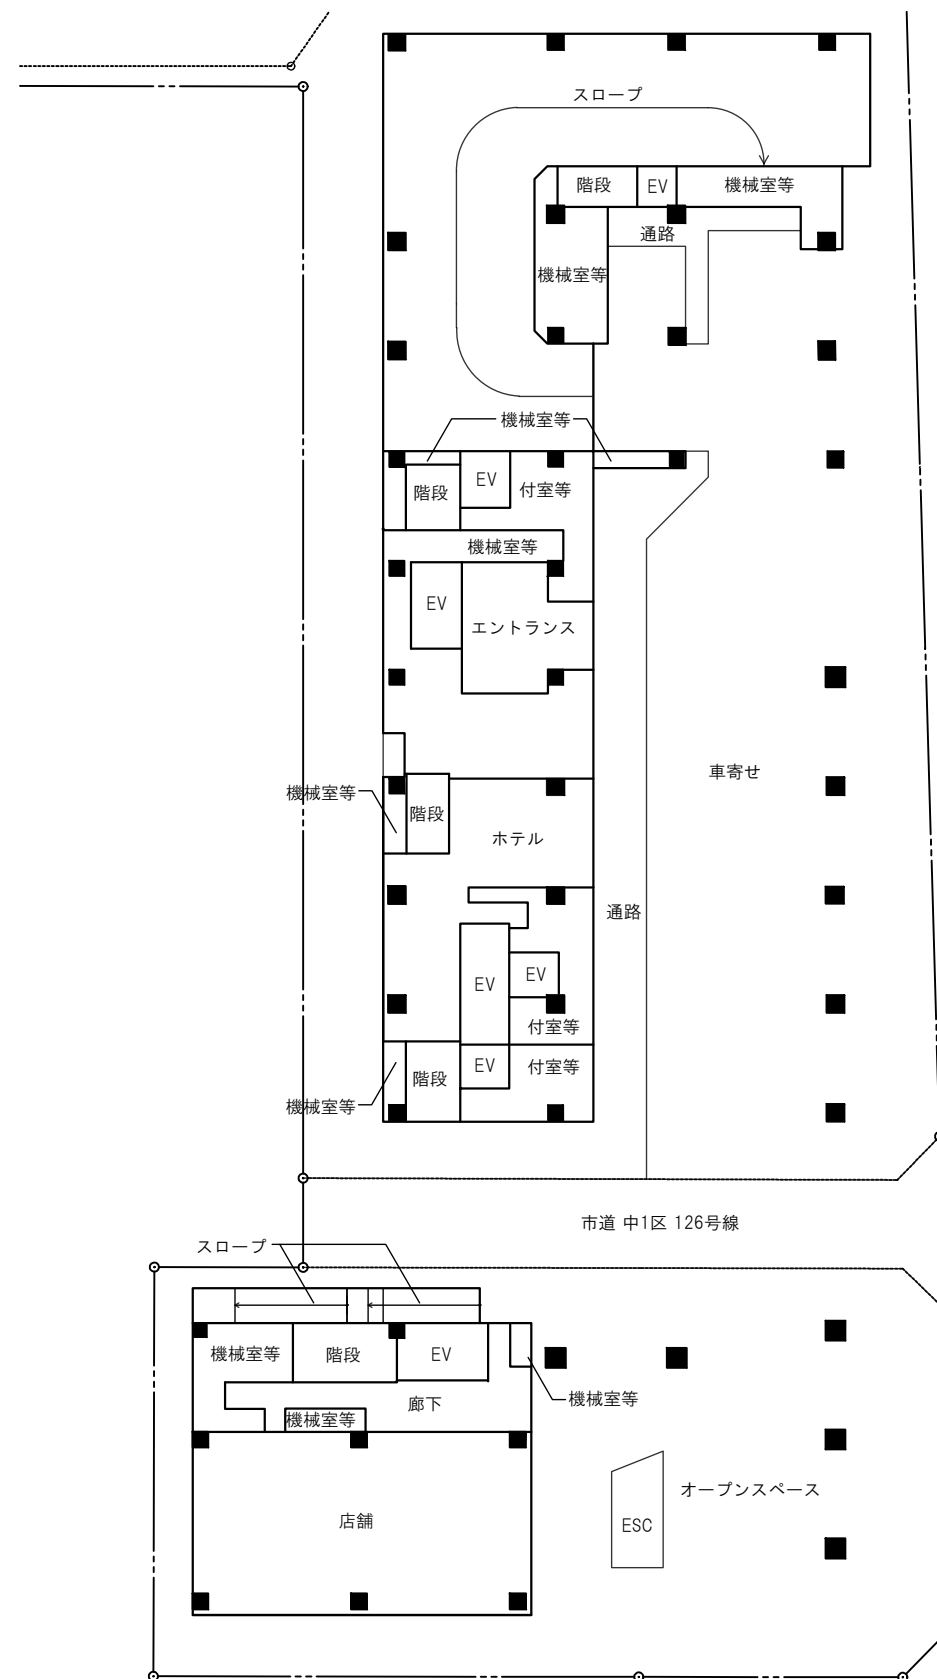 スロープ
階段
EV
機械室等
通路
機械室等
機械室等
EV
付室等
階段
機械室等
EV
エントランス
車寄せ
機械室等
階段
ホテル
通路
EV
EV
付室等
EV
付室等
階段
機械室等
市道 中1区 126号線
スロープ
機械室等
階段
EV
機械室等
廊下
機械室等
オープンスペース
店舗
ESC